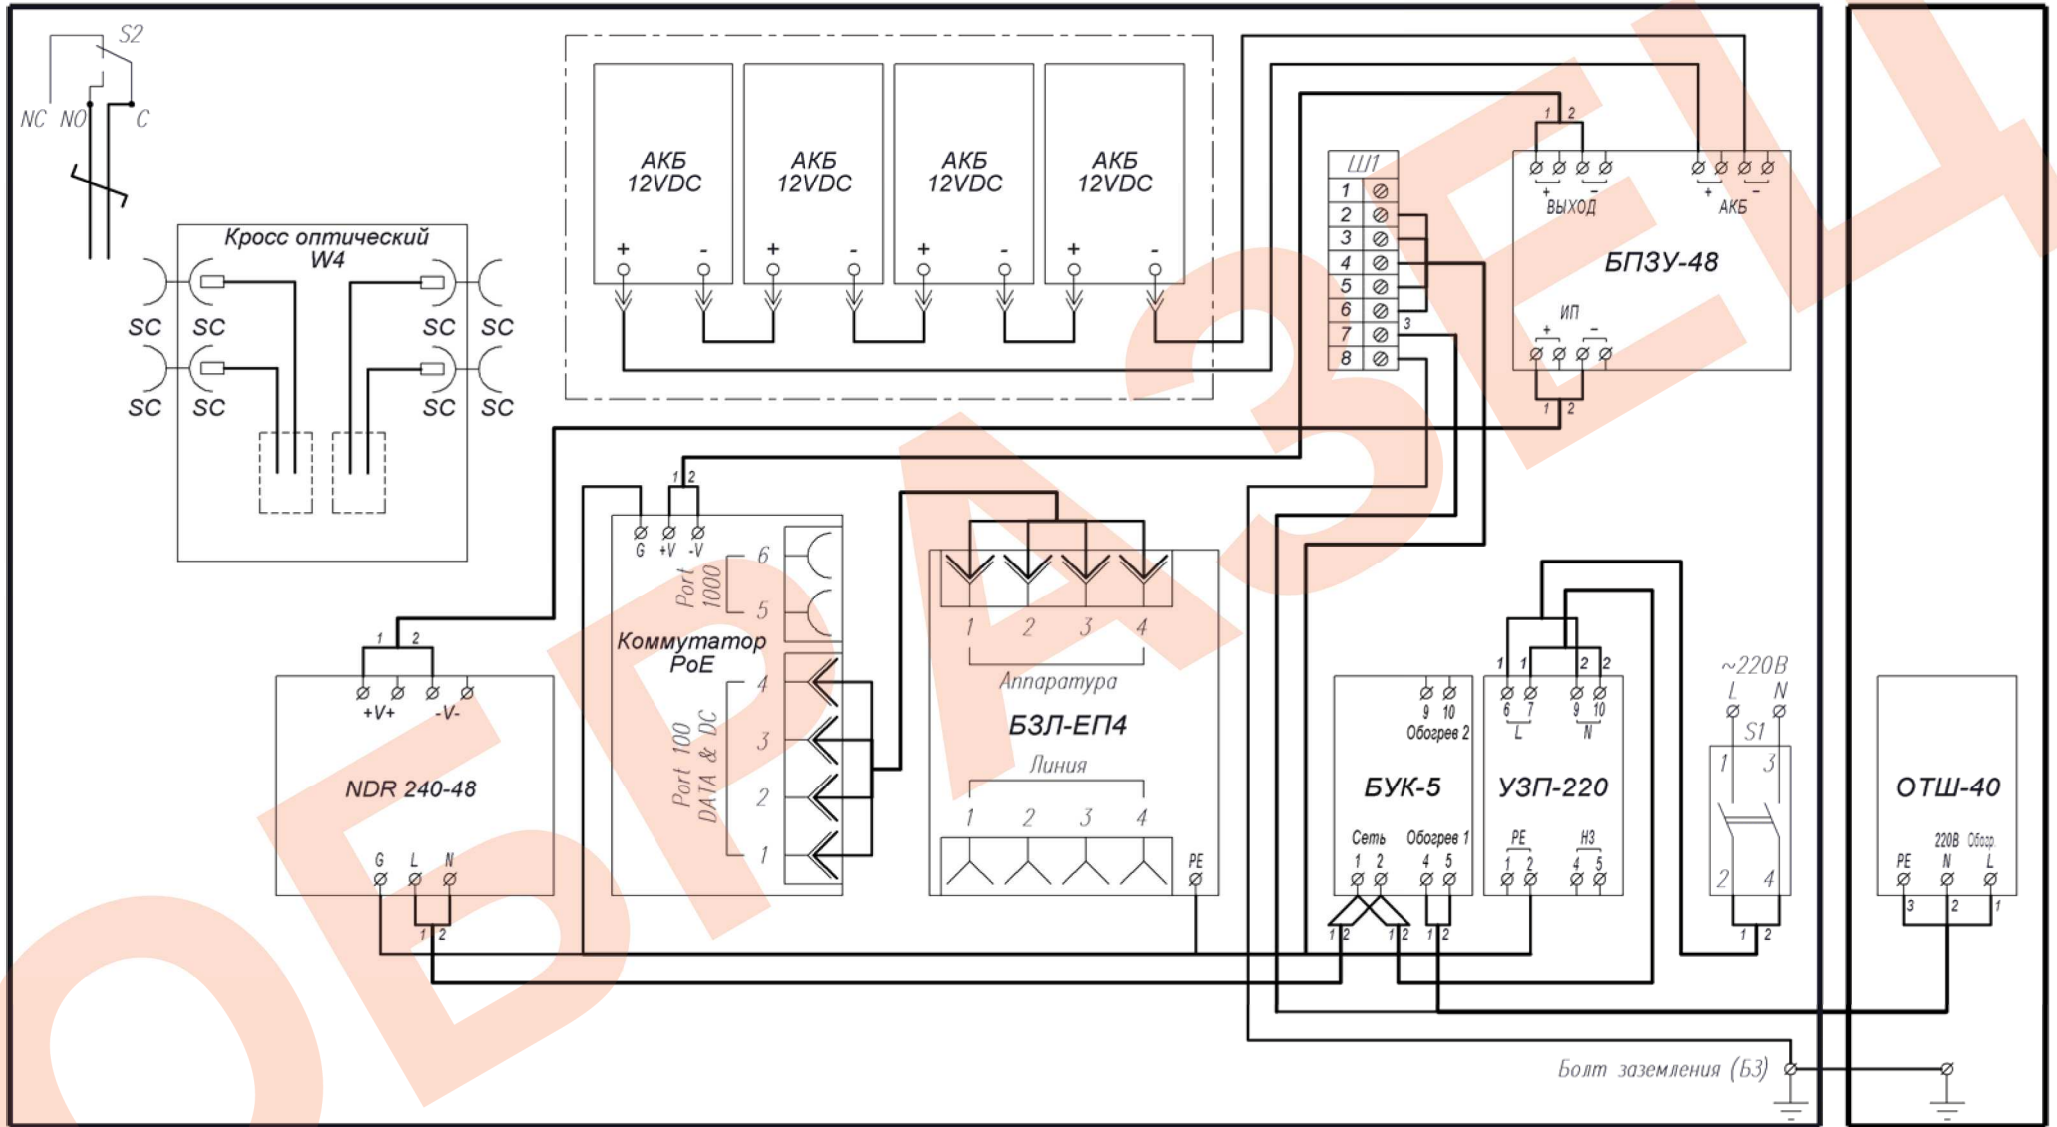 S2
NC NO C
Кросс оптический
W4
SC SC SC SC
SC SC SC SC
АКБ
12VDC
+ -
АКБ
12VDC
+ -
АКБ
12VDC
+ -
АКБ
12VDC
+ -
Ш1
1
2
3
4
5
6
7
8
3
1 2
+ -
ВЫХОД
+ -
АКБ
БПЗУ-48
ИП
+ -
1 2
1 2
+V+ -V-
NDR 240-48
G L N
1 2
1 2
G +V -V
Port 1000
6
5
Коммутатор
PoE
Port 100
DATA & DC
4
3
2
1
1 2 3 4
Аппаратура
БЗЛ-ЕП4
Линия
1 2 3 4
PE
9 10
Обогрев 2
БУК-5
Сеть Обогрев 1
1 2 4 5
1 2 1 2 1 2
1 1 2 2
6 7 9 10
L N
УЗП-220
PE НЗ
1 2 4 5
~220В
L N
S1
1 3
2 4
1 2
ОТШ-40
220В Обогр.
PE N L
3 2 1
Болт заземления (БЗ)
ОБРАЗЕЦ